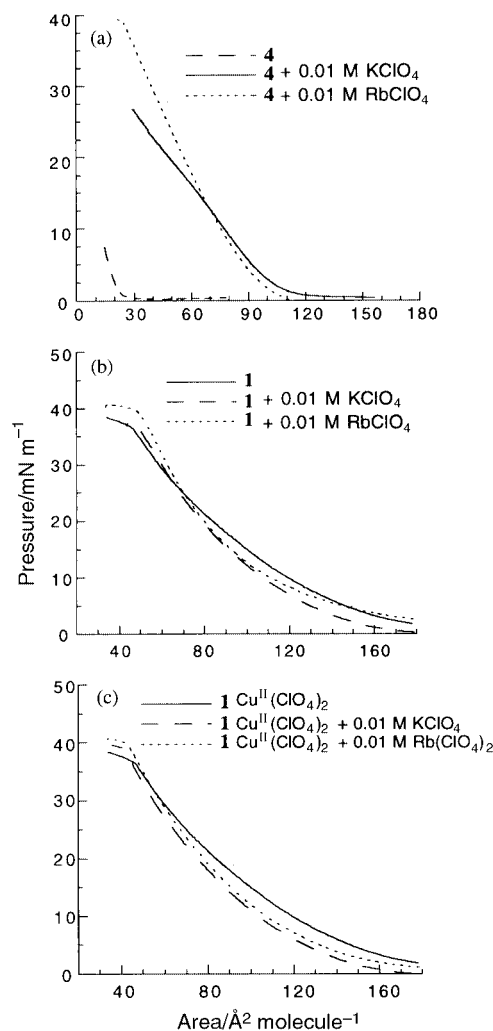 (a)
4
4 + 0.01 M KClO4
4 + 0.01 M RbClO4
40
30
20
10
0
0 30 60 90 120 150 180
(b)
1
1 + 0.01 M KClO4
1 + 0.01 M RbClO4
50
40
30
20
10
0
40 80 120 160
Pressure/mN m⁻¹
(c)
1 Cuᴵᴵ(ClO4)2
1 Cuᴵᴵ(ClO4)2 + 0.01 M KClO4
1 Cuᴵᴵ(ClO4)2 + 0.01 M Rb(ClO4)2
50
40
30
20
10
0
40 80 120 160
Area/Å² molecule⁻¹